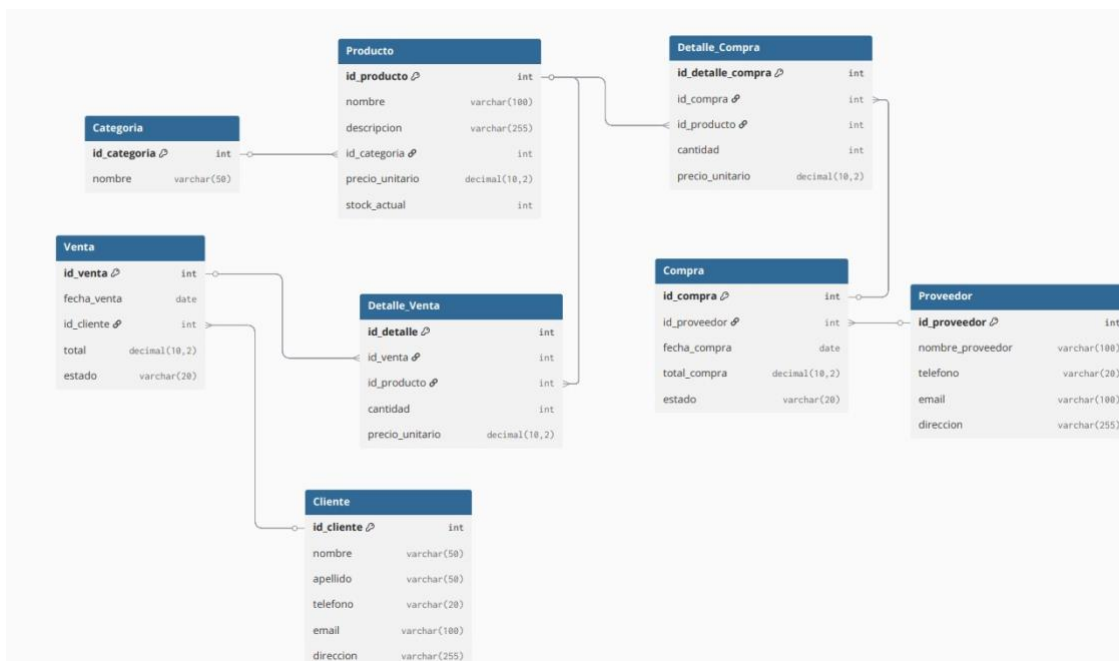 Producto
id_producto int
nombre varchar(100)
descripcion varchar(255)
id_categoria int
precio_unitario decimal(10,2)
stock_actual int
Detalle_Compra
id_detalle_compra int
id_compra int
id_producto int
cantidad int
precio_unitario decimal(10,2)
Categoria
id_categoria int
nombre varchar(50)
Venta
id_venta int
fecha_venta date
id_cliente int
total decimal(10,2)
estado varchar(20)
Detalle_Venta
id_detalle int
id_venta int
id_producto int
cantidad int
precio_unitario decimal(10,2)
Compra
id_compra int
id_proveedor int
fecha_compra date
total_compra decimal(10,2)
estado varchar(20)
Proveedor
id_proveedor int
nombre_proveedor varchar(100)
telefono varchar(20)
email varchar(100)
direccion varchar(255)
Cliente
id_cliente int
nombre varchar(50)
apellido varchar(50)
telefono varchar(20)
email varchar(100)
direccion varchar(255)